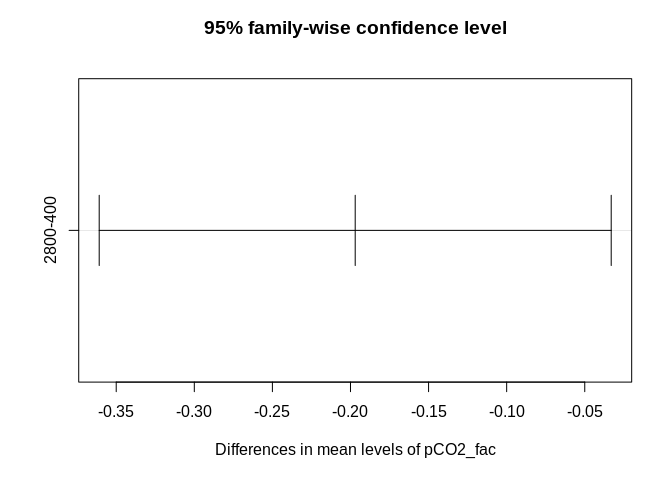 95% family-wise confidence level
2800-400
-0.35 -0.30 -0.25 -0.20 -0.15 -0.10 -0.05
Differences in mean levels of pCO2_fac